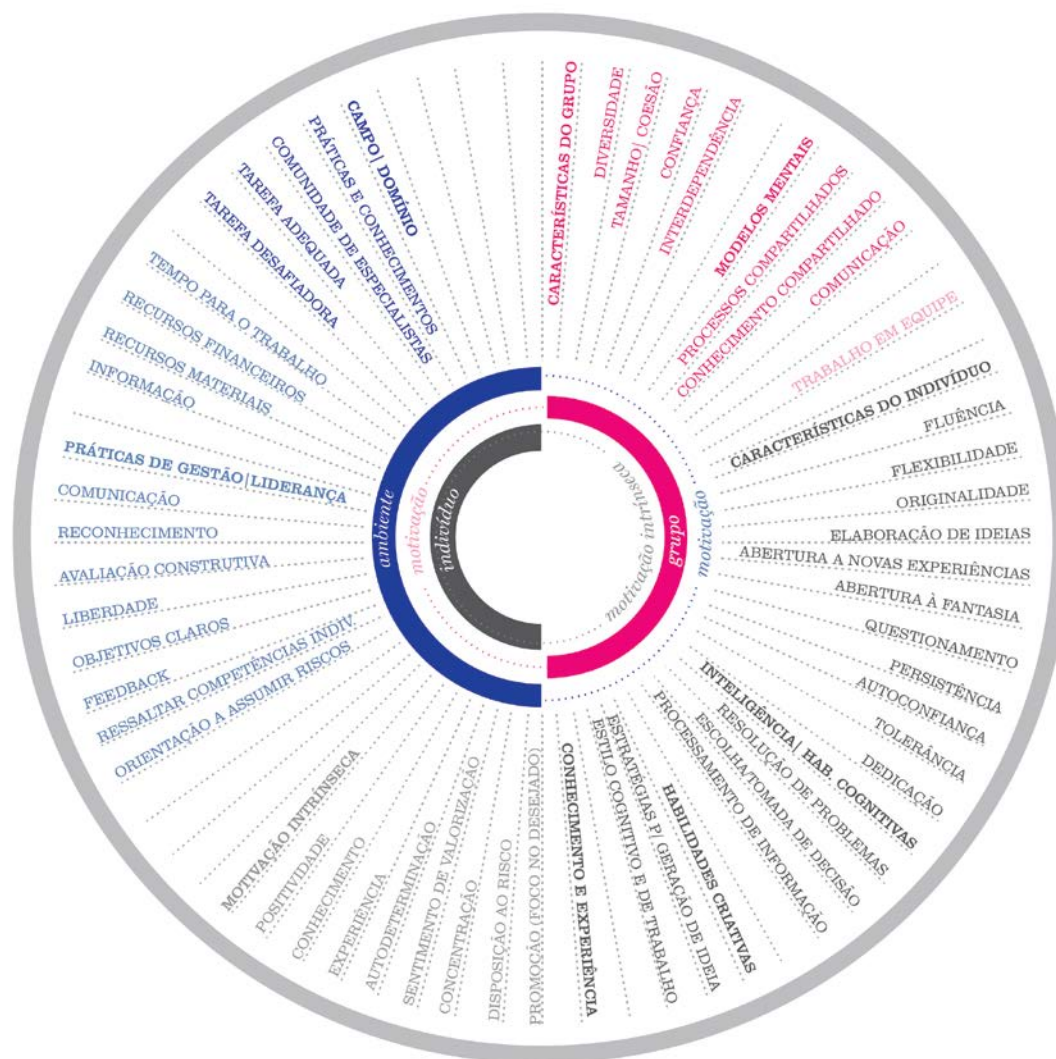 CARACTERÍSTICAS DO GRUPO
DIVERSIDADE
TAMANHO| COESÃO
CONFIANÇA
INTERDEPENDÊNCIA
MODELOS MENTAIS
PROCESSOS COMPARTILHADOS
CONHECIMENTO COMPARTILHADO
COMUNICAÇÃO
TRABALHO EM EQUIPE
CARACTERÍSTICAS DO INDIVÍDUO
FLUÊNCIA
FLEXIBILIDADE
ORIGINALIDADE
ELABORAÇÃO DE IDEIAS
ABERTURA A NOVAS EXPERIÊNCIAS
ABERTURA À FANTASIA
QUESTIONAMENTO
PERSISTÊNCIA
AUTOCONFIANÇA
TOLERÂNCIA
DEDICAÇÃO
INTELIGÊNCIA| HAB. COGNITIVAS
RESOLUÇÃO DE PROBLEMAS
ESCOLHA/TOMADA DE DECISÃO
PROCESSAMENTO DE INFORMAÇÃO
HABILIDADES CRIATIVAS
ESTRATÉGIAS P/ GERAÇÃO DE IDEIA
ESTILO COGNITIVO E DE TRABALHO
CONHECIMENTO E EXPERIÊNCIA
PROMOÇÃO (FOCO NO DESEJADO)
DISPOSIÇÃO AO RISCO
CONCENTRAÇÃO
SENTIMENTO DE VALORIZAÇÃO
AUTODETERMINAÇÃO
EXPERIÊNCIA
CONHECIMENTO
POSITIVIDADE
MOTIVAÇÃO INTRÍNSECA
ORIENTAÇÃO A ASSUMIR RISCOS
RESSALTAR COMPETÊNCIAS INDIV.
FEEDBACK
OBJETIVOS CLAROS
LIBERDADE
AVALIAÇÃO CONSTRUTIVA
RECONHECIMENTO
COMUNICAÇÃO
PRÁTICAS DE GESTÃO|LIDERANÇA
INFORMAÇÃO
RECURSOS MATERIAIS
RECURSOS FINANCEIROS
TEMPO PARA O TRABALHO
TAREFA DESAFIADORA
TAREFA ADEQUADA
COMUNIDADE DE ESPECIALISTAS
PRÁTICAS E CONHECIMENTOS
CAMPO| DOMÍNIO
ambiente
motivação
indivíduo
motivação intrínseca
grupo
motivação